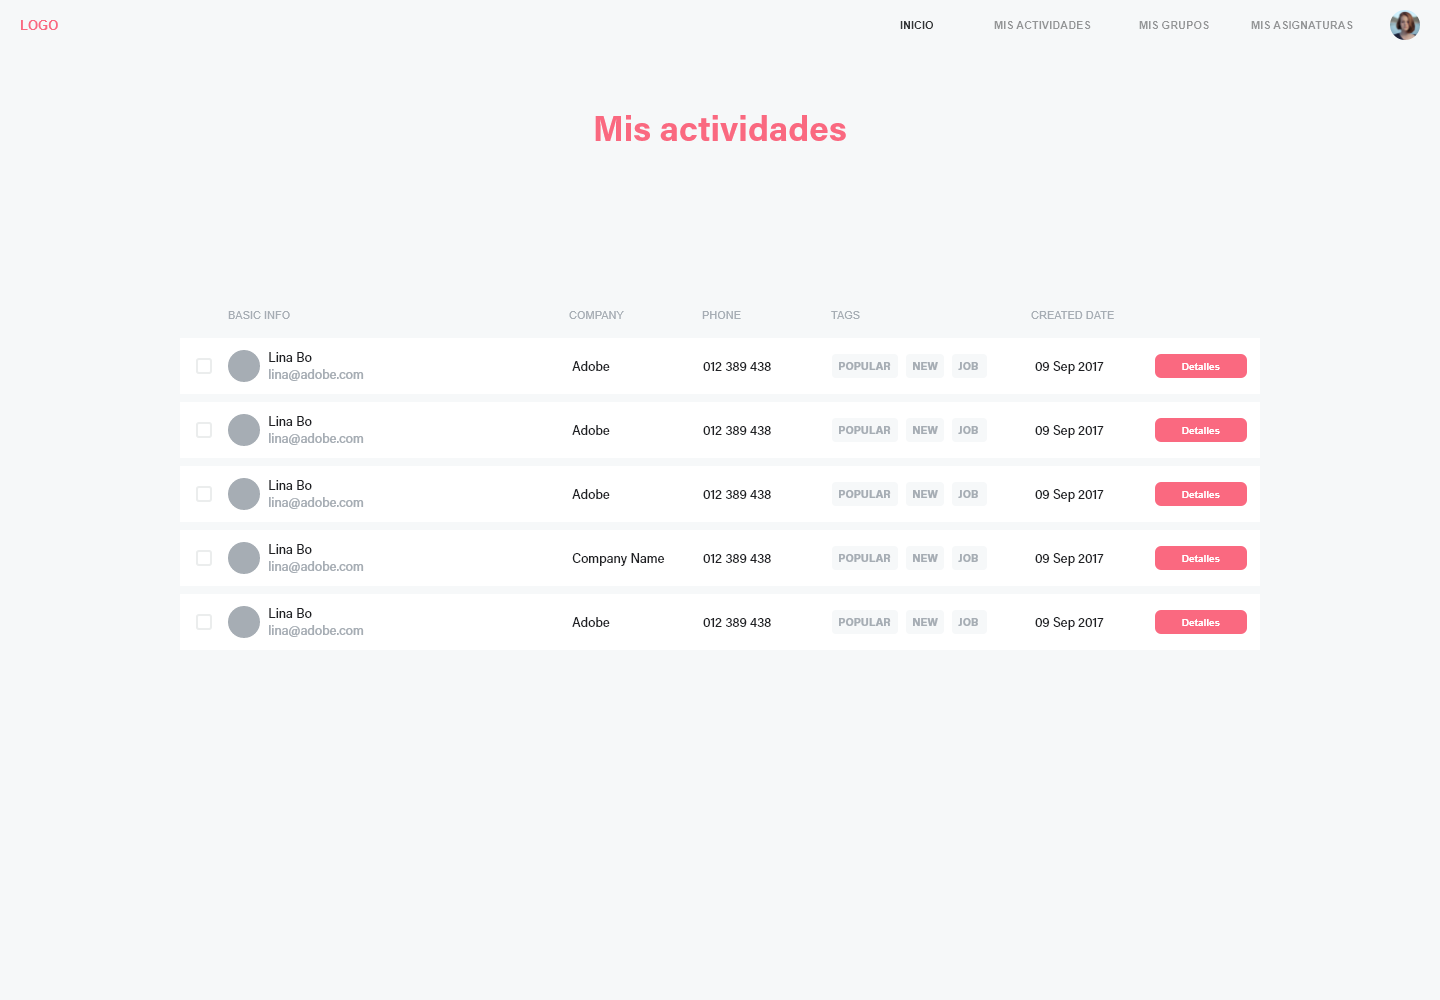 LOGO
INICIO MIS ACTIVIDADES MIS GRUPOS MIS ASIGNATURAS
Mis actividades
BASIC INFO COMPANY PHONE TAGS CREATED DATE
Lina Bo
lina@adobe.com
Adobe 012 389 438 POPULAR NEW JOB 09 Sep 2017 Detalles
Lina Bo
lina@adobe.com
Adobe 012 389 438 POPULAR NEW JOB 09 Sep 2017 Detalles
Lina Bo
lina@adobe.com
Adobe 012 389 438 POPULAR NEW JOB 09 Sep 2017 Detalles
Lina Bo
lina@adobe.com
Company Name 012 389 438 POPULAR NEW JOB 09 Sep 2017 Detalles
Lina Bo
lina@adobe.com
Adobe 012 389 438 POPULAR NEW JOB 09 Sep 2017 Detalles